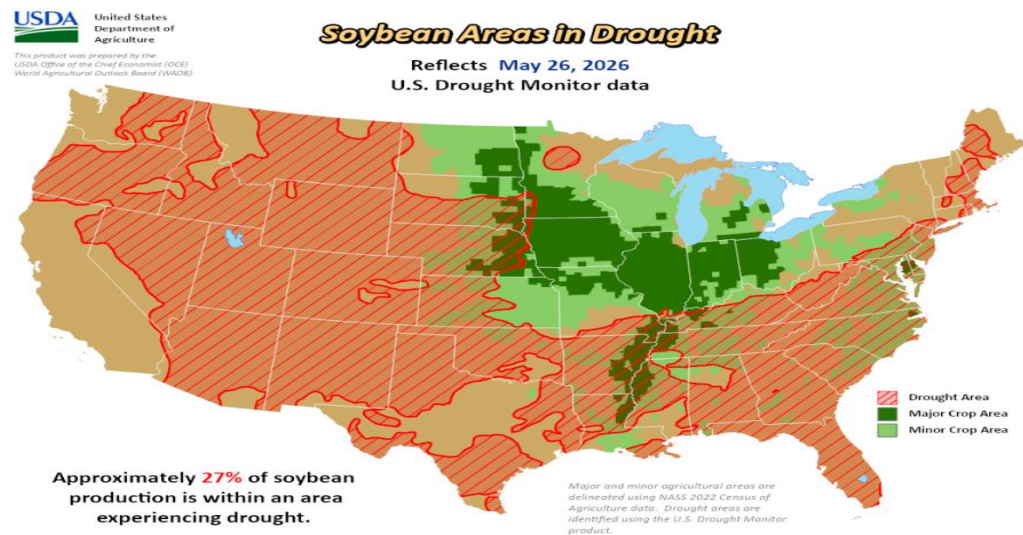 USDA
United States
Department of
Agriculture
This product was prepared by the
USDA Office of the Chief Economist (OCE)
World Agricultural Outlook Board (WAOB)
Soybean Areas in Drought
Reflects May 26, 2026
U.S. Drought Monitor data
Drought Area
Major Crop Area
Minor Crop Area
Approximately 27% of soybean
production is within an area
experiencing drought.
Major and minor agricultural areas are
delineated using NASS 2022 Census of
Agriculture data. Drought areas are
identified using the U.S. Drought Monitor
product.